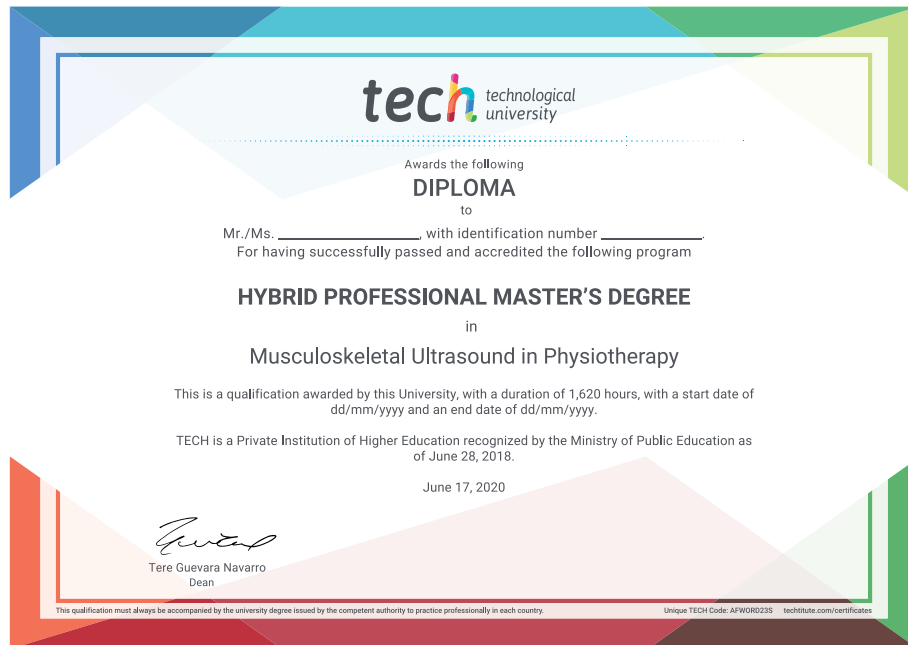 tech technological
university
Awards the following
DIPLOMA
to
Mr./Ms. ____________________, with identification number ______________.
For having successfully passed and accredited the following program
HYBRID PROFESSIONAL MASTER'S DEGREE
in
Musculoskeletal Ultrasound in Physiotherapy
This is a qualification awarded by this University, with a duration of 1,620 hours, with a start date of
dd/mm/yyyy and an end date of dd/mm/yyyy.
TECH is a Private Institution of Higher Education recognized by the Ministry of Public Education as
of June 28, 2018.
June 17, 2020
Tere Guevara Navarro
Dean
This qualification must always be accompanied by the university degree issued by the competent authority to practice professionally in each country.
Unique TECH Code: AFWORD23S techtitute.com/certificates